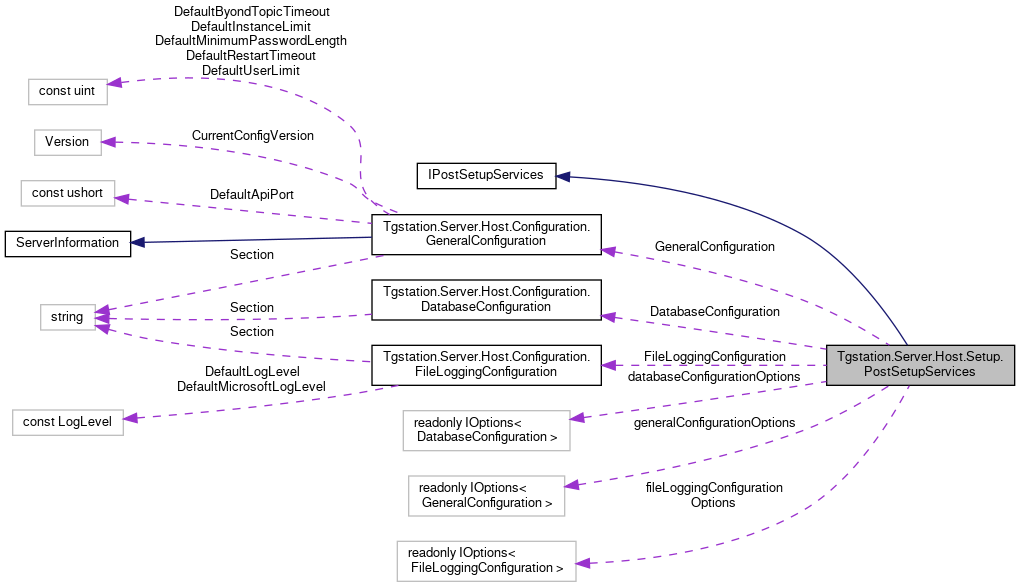 DefaultByondTopicTimeout
DefaultInstanceLimit
DefaultMinimumPasswordLength
DefaultRestartTimeout
DefaultUserLimit
const uint
CurrentConfigVersion
Version
IPostSetupServices
const ushort
DefaultApiPort
Tgstation.Server.Host.Configuration.
GeneralConfiguration
ServerInformation
GeneralConfiguration
Section
Tgstation.Server.Host.Configuration.
DatabaseConfiguration
Section
DatabaseConfiguration
string
Section
Tgstation.Server.Host.Configuration.
FileLoggingConfiguration
FileLoggingConfiguration
Tgstation.Server.Host.Setup.
PostSetupServices
DefaultLogLevel
DefaultMicrosoftLogLevel
databaseConfigurationOptions
const LogLevel
readonly IOptions<
DatabaseConfiguration >
generalConfigurationOptions
readonly IOptions<
GeneralConfiguration >
fileLoggingConfiguration
Options
readonly IOptions<
FileLoggingConfiguration >